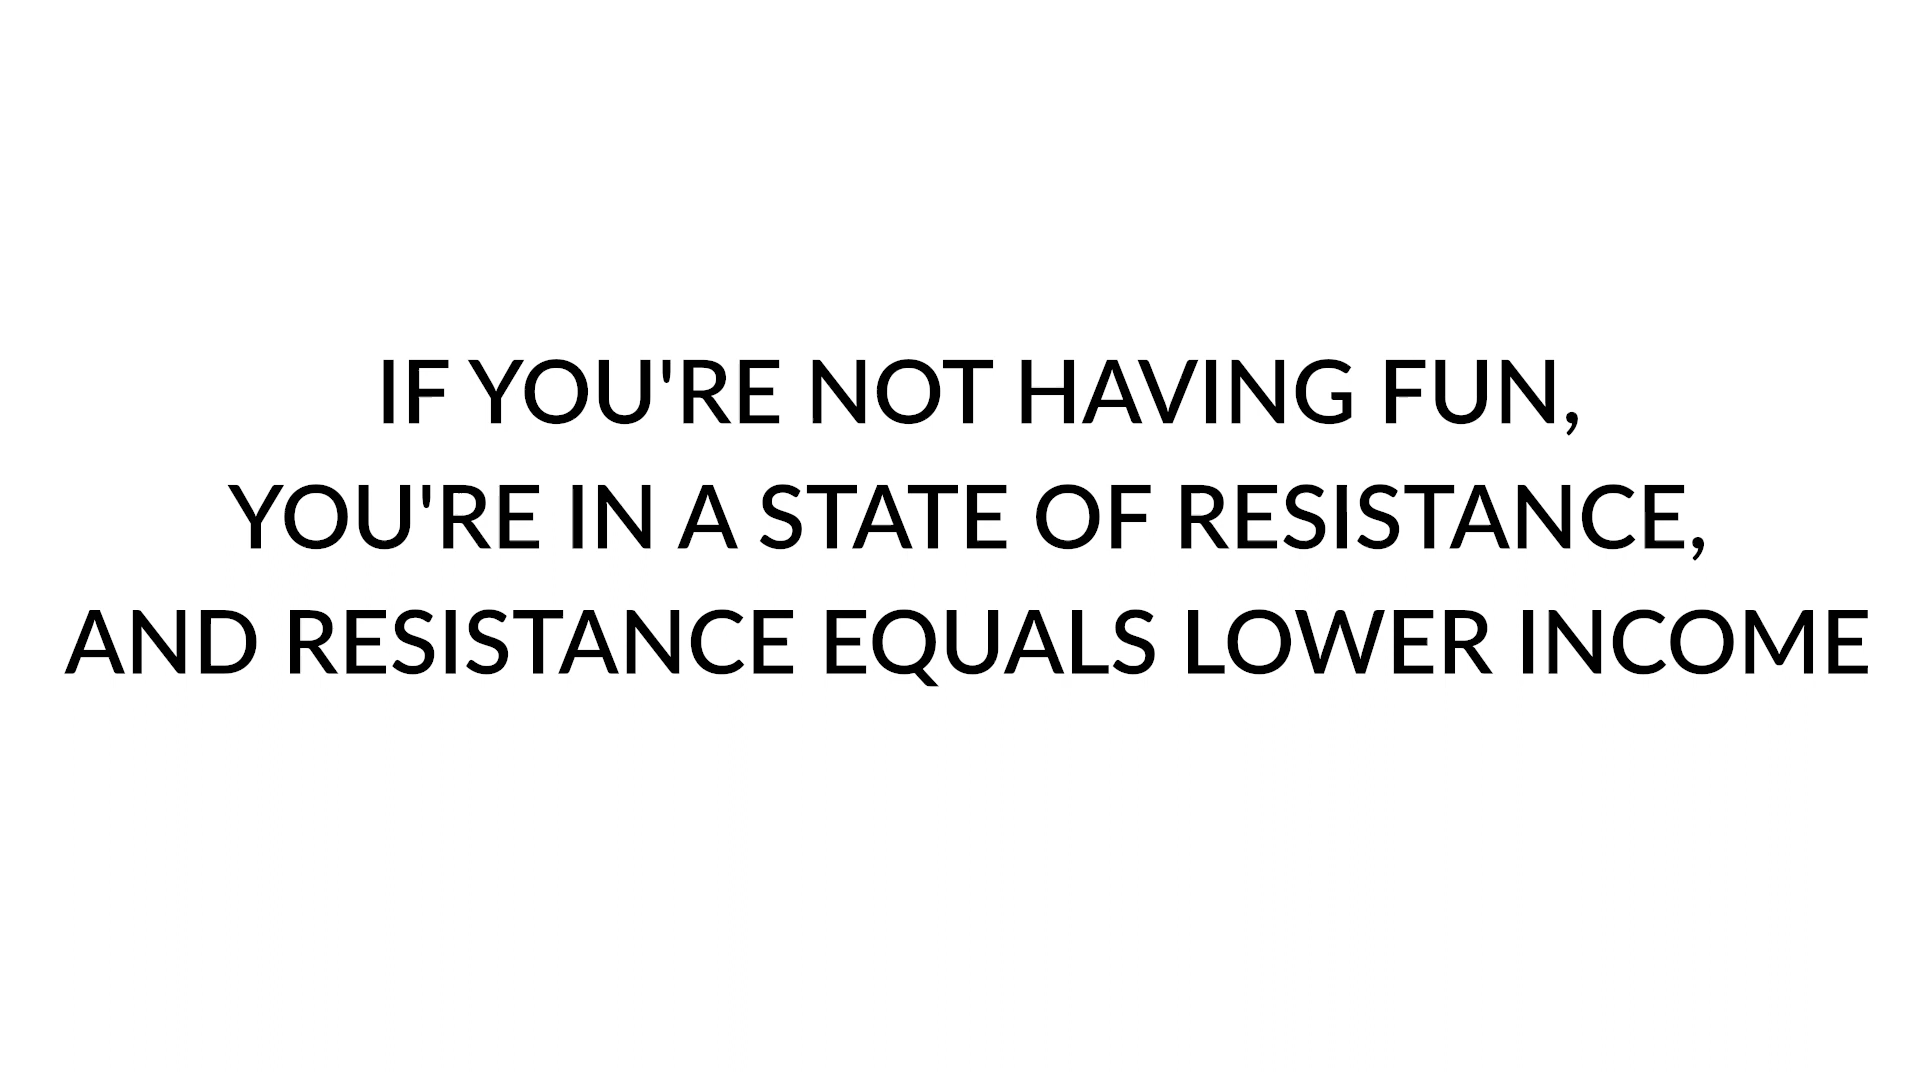 IF YOU'RE NOT HAVING FUN,
YOU'RE IN A STATE OF RESISTANCE,
AND RESISTANCE EQUALS LOWER INCOME